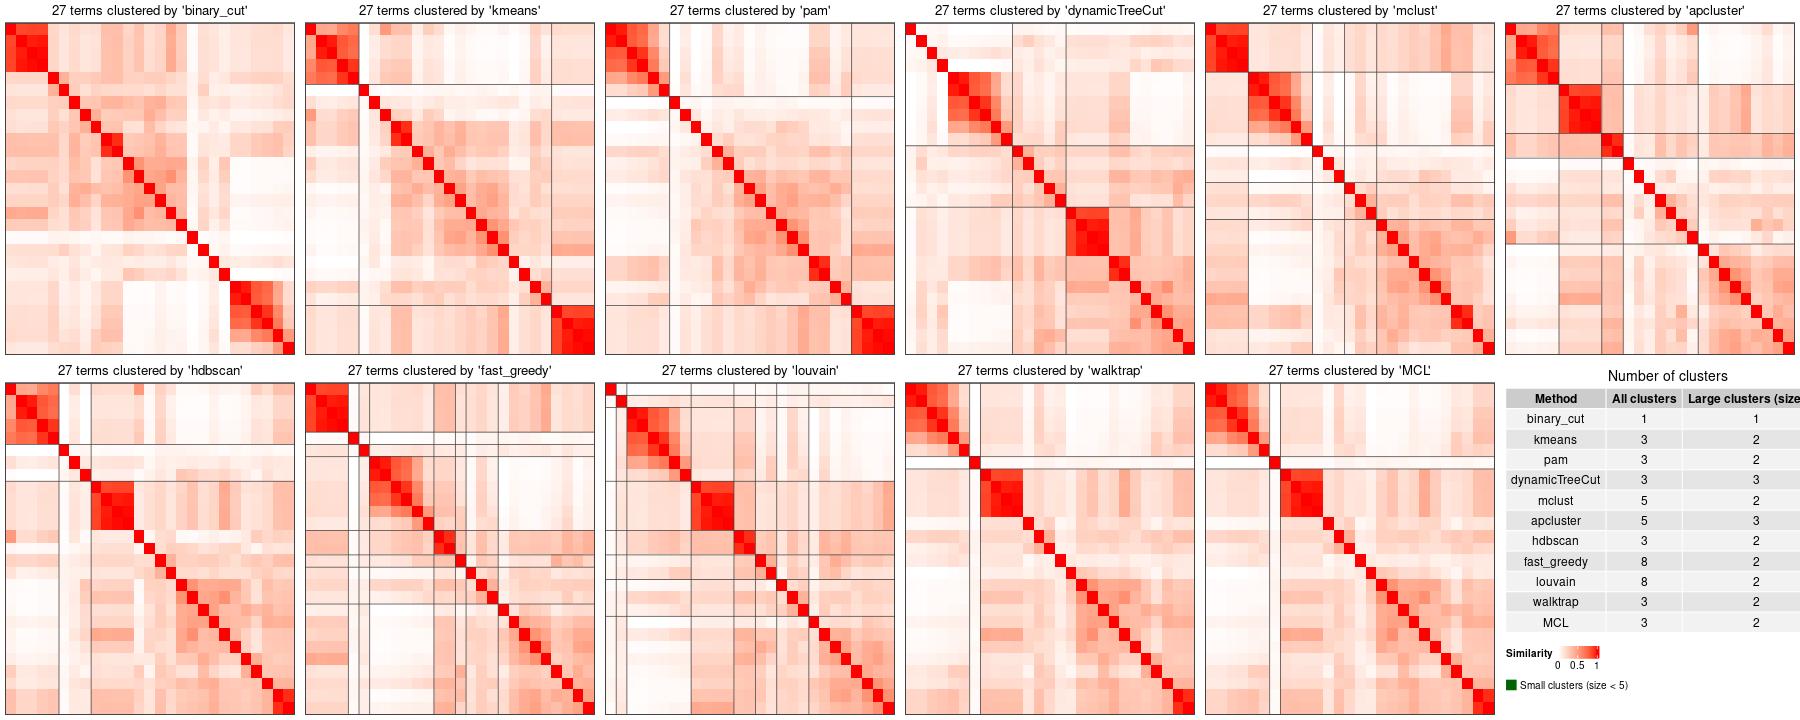 27 terms clustered by 'binary_cut'
27 terms clustered by 'kmeans'
27 terms clustered by 'pam'
27 terms clustered by 'dynamicTreeCut'
27 terms clustered by 'mclust'
27 terms clustered by 'apcluster'
27 terms clustered by 'hdbscan'
27 terms clustered by 'fast_greedy'
27 terms clustered by 'louvain'
27 terms clustered by 'walktrap'
27 terms clustered by 'MCL'
Number of clusters
Method All clusters Large clusters (size
binary_cut 1 1
kmeans 3 2
pam 3 2
dynamicTreeCut 3 3
mclust 5 2
apcluster 5 3
hdbscan 3 2
fast_greedy 8 2
louvain 8 2
walktrap 3 2
MCL 3 2
Similarity
0 0.5 1
Small clusters (size < 5)